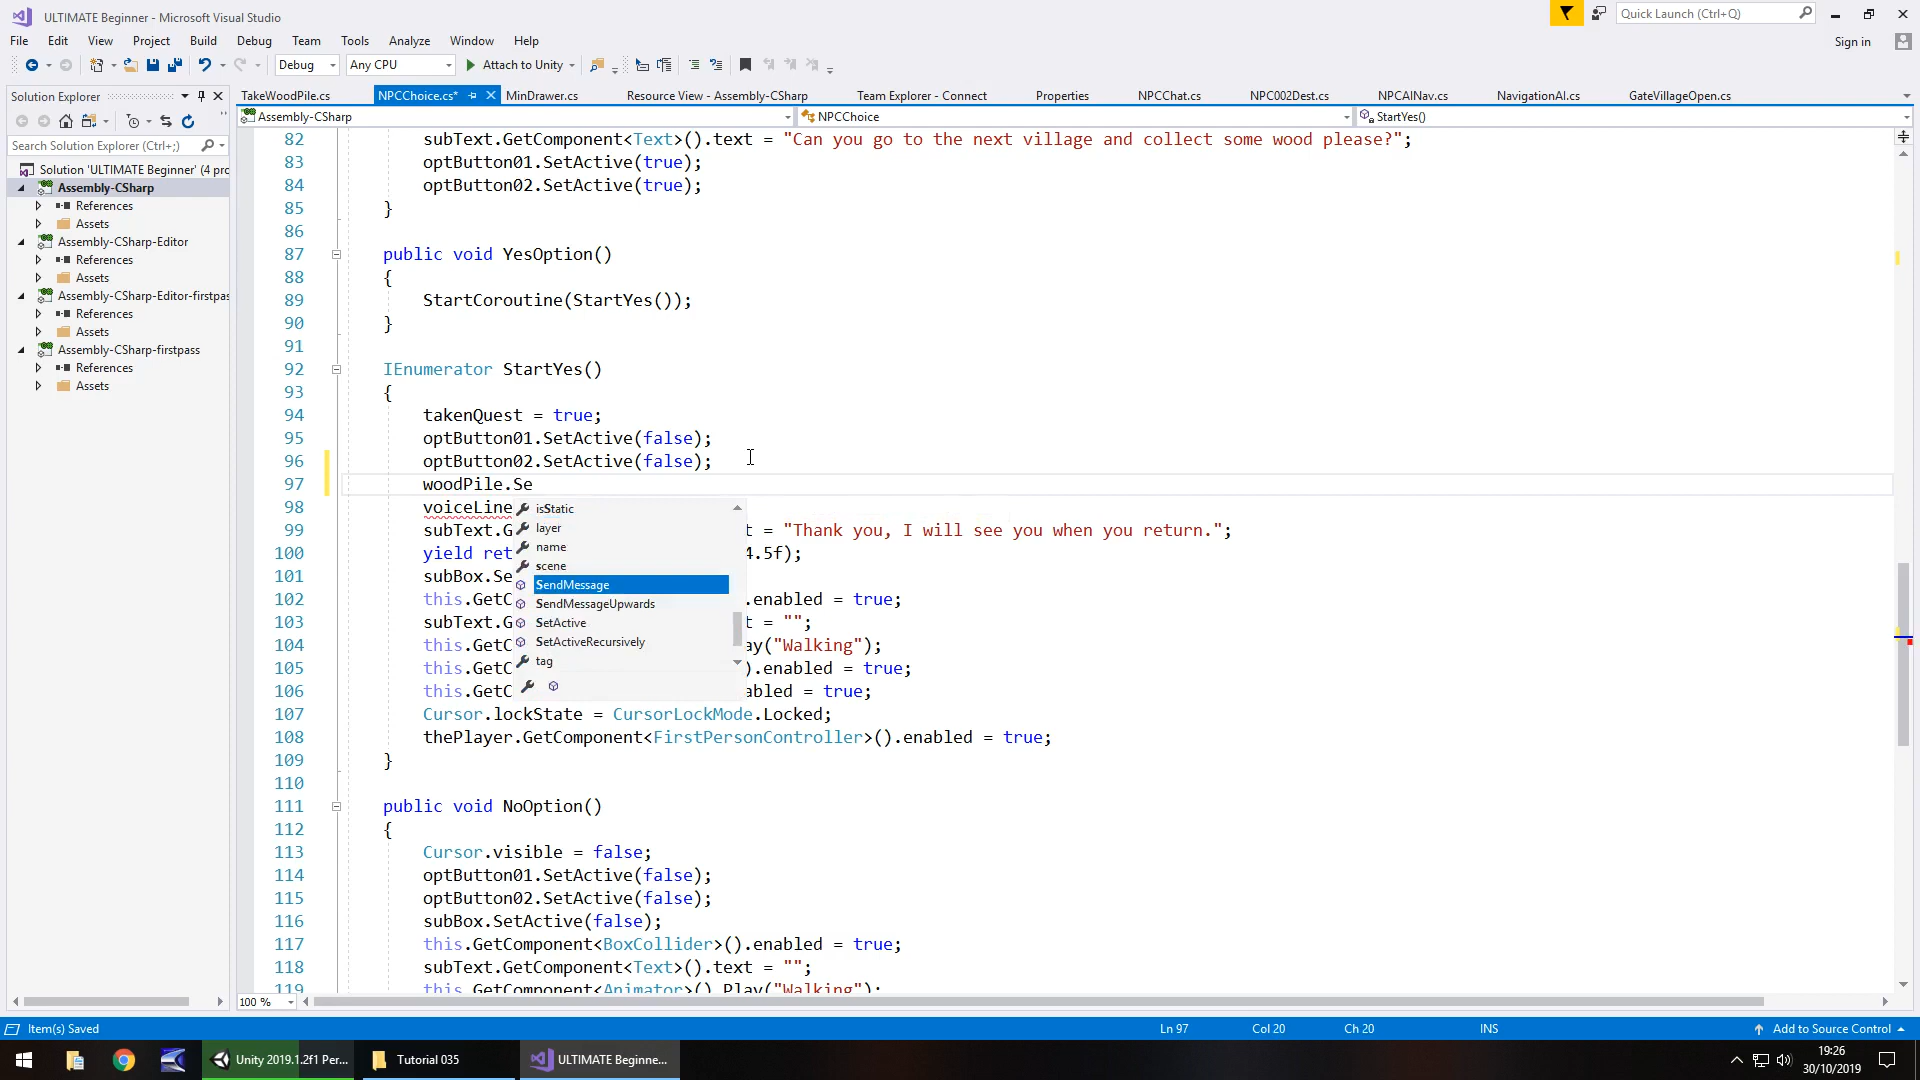 ULTIMATE Beginner - Microsoft Visual Studio
Quick Launch (Ctrl+Q)
File Edit View Project Build Debug Team Tools Analyze Window Help
Sign in
Debug Any CPU Attach to Unity
Solution Explorer
TakeWoodPile.cs NPCChoice.cs* MinDrawer.cs Resource View - Assembly-CSharp Team Explorer - Connect Properties NPCChat.cs NPC002Dest.cs NPCAINav.cs NavigationAI.cs GateVillageOpen.cs
Assembly-CSharp NPCChoice StartYes()
Search Solution Explorer (Ctrl+;)
Solution 'ULTIMATE Beginner' (4 pro
Assembly-CSharp
References
Assets
Assembly-CSharp-Editor
References
Assets
Assembly-CSharp-Editor-firstpas
References
Assets
Assembly-CSharp-firstpass
References
Assets
82 subText.GetComponent<Text>().text = "Can you go to the next village and collect some wood please?";
83 optButton01.SetActive(true);
84 optButton02.SetActive(true);
85 }
86
87 public void YesOption()
88 {
89 StartCoroutine(StartYes());
90 }
91
92 IEnumerator StartYes()
93 {
94 takenQuest = true;
95 optButton01.SetActive(false);
96 optButton02.SetActive(false);
97 woodPile.Se
98 voiceLine
99 subText.G t = "Thank you, I will see you when you return.";
100 yield ret 4.5f);
101 subBox.Se
102 this.GetC .enabled = true;
103 subText.G t = "";
104 this.GetC ay("Walking");
105 this.GetC ).enabled = true;
106 this.GetC abled = true;
107 Cursor.lockState = CursorLockMode.Locked;
108 thePlayer.GetComponent<FirstPersonController>().enabled = true;
109 }
110
111 public void NoOption()
112 {
113 Cursor.visible = false;
114 optButton01.SetActive(false);
115 optButton02.SetActive(false);
116 subBox.SetActive(false);
117 this.GetComponent<BoxCollider>().enabled = true;
118 subText.GetComponent<Text>().text = "";
119 this.GetComponent<Animator>().Play("Walking");
isStatic
layer
name
scene
SendMessage
SendMessageUpwards
SetActive
SetActiveRecursively
tag
100 %
Item(s) Saved Ln 97 Col 20 Ch 20 INS Add to Source Control
Unity 2019.1.2f1 Per... Tutorial 035 ULTIMATE Beginne...
19:26
30/10/2019